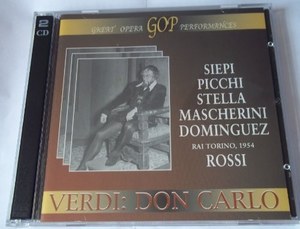 2
CD
GREAT OPERA GOP PERFORMANCES
SIEPI
PICCHI
STELLA
MASCHERINI
DOMINGUEZ
RAI TORINO, 1954
ROSSI
VERDI: DON CARLO